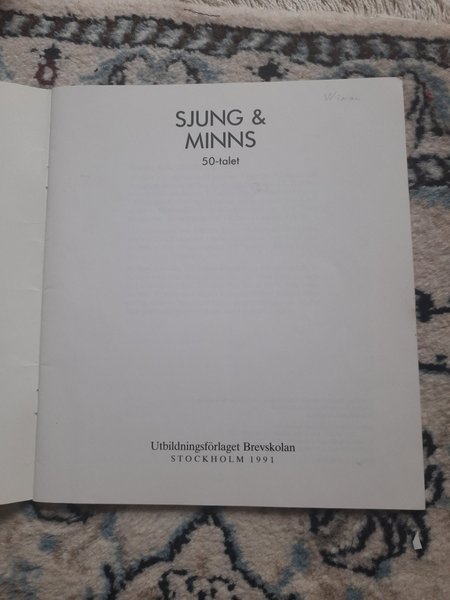 SJUNG &
MINNS
50-talet
Utbildningsförlaget Brevskolan
STOCKHOLM 1991